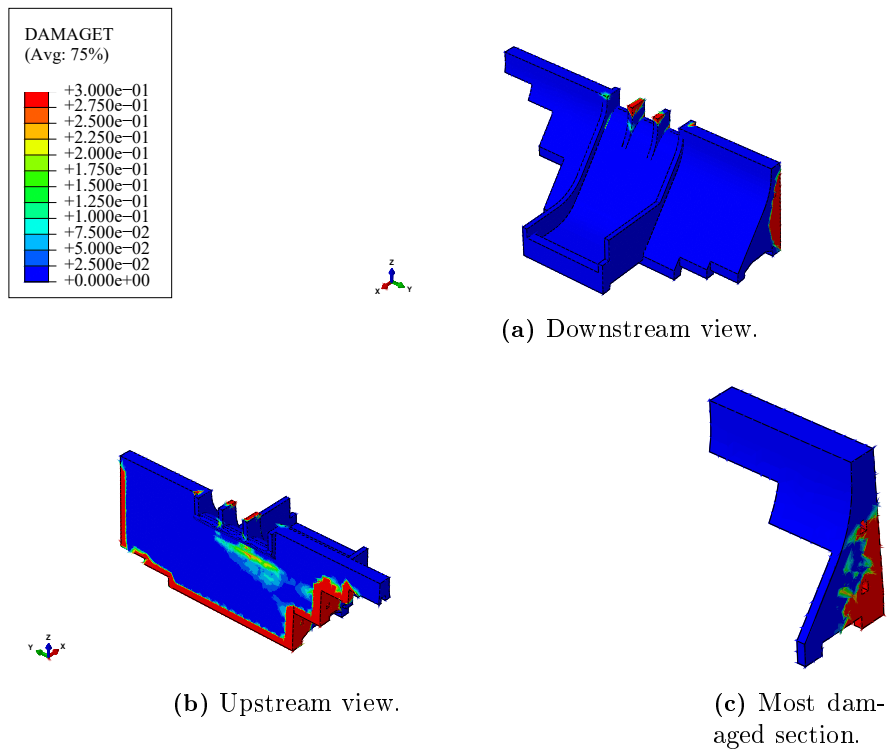 DAMAGET
(Avg: 75%)
+3.000e−01
+2.750e−01
+2.500e−01
+2.250e−01
+2.000e−01
+1.750e−01
+1.500e−01
+1.250e−01
+1.000e−01
+7.500e−02
+5.000e−02
+2.500e−02
+0.000e+00
Z
X
Y
(a) Downstream view.
Z
Y
X
(b) Upstream view.
(c) Most dam-
aged section.